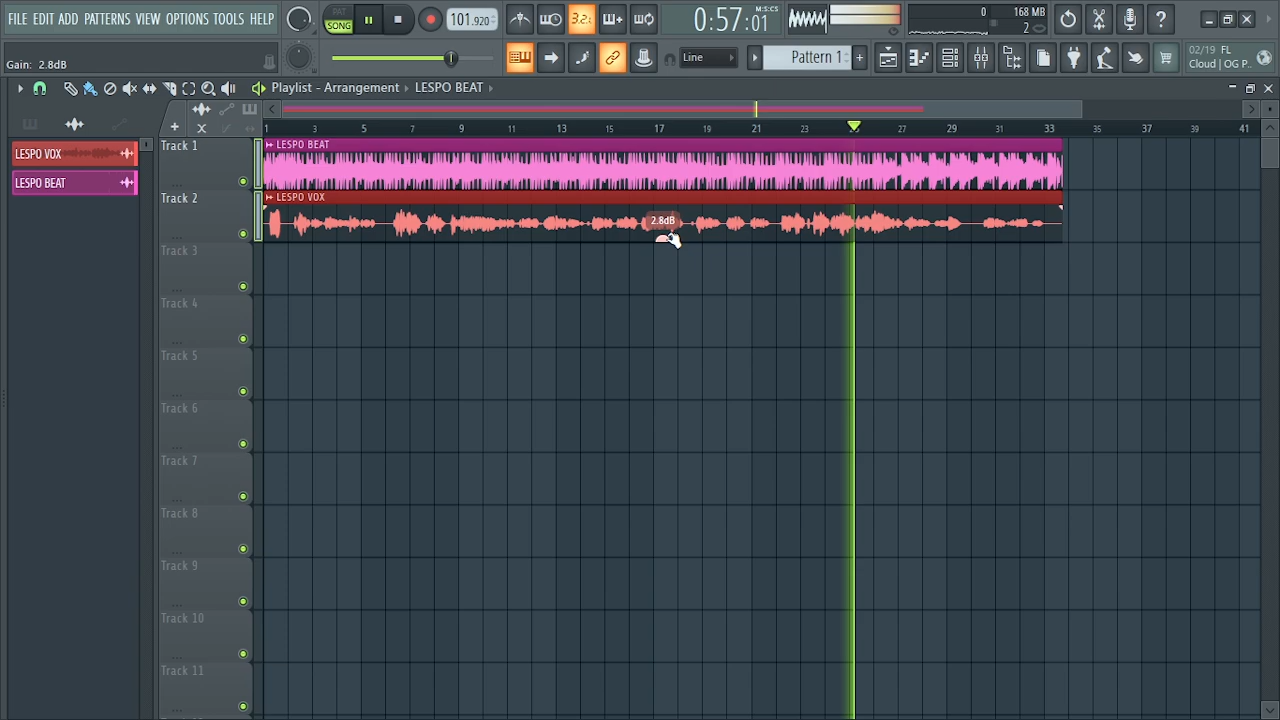 FILE EDIT ADD PATTERNS VIEW OPTIONS TOOLS HELP
PAT
SONG
101.920
3.2:
0:57:01
M:S:CS
0
168 MB
2
Gain: 2.8dB
Line
Pattern 1
02/19 FL
Cloud | OG P..
Playlist - Arrangement
LESPO BEAT
1 3 5 7 9 11 13 15 17 19 21 23 27 29 31 33 35 37 39 41
LESPO VOX
LESPO BEAT
Track 1
LESPO BEAT
Track 2
LESPO VOX
2.8dB
Track 3
Track 4
Track 5
Track 6
Track 7
Track 8
Track 9
Track 10
Track 11